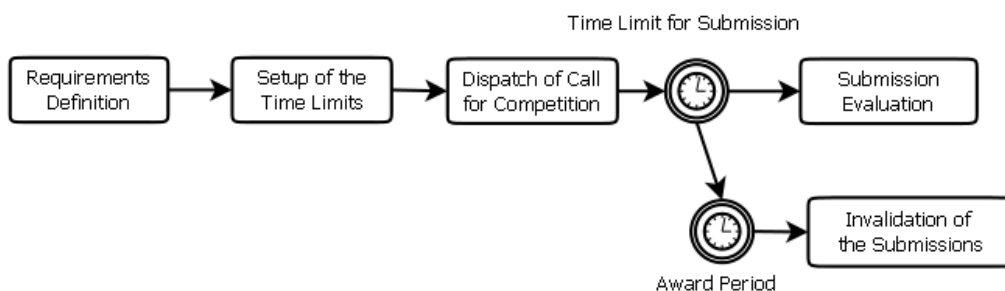 Time Limit for Submission
Requirements
Definition
Setup of the
Time Limits
Dispatch of Call
for Competition
Submission
Evaluation
Invalidation of
the Submissions
Award Period